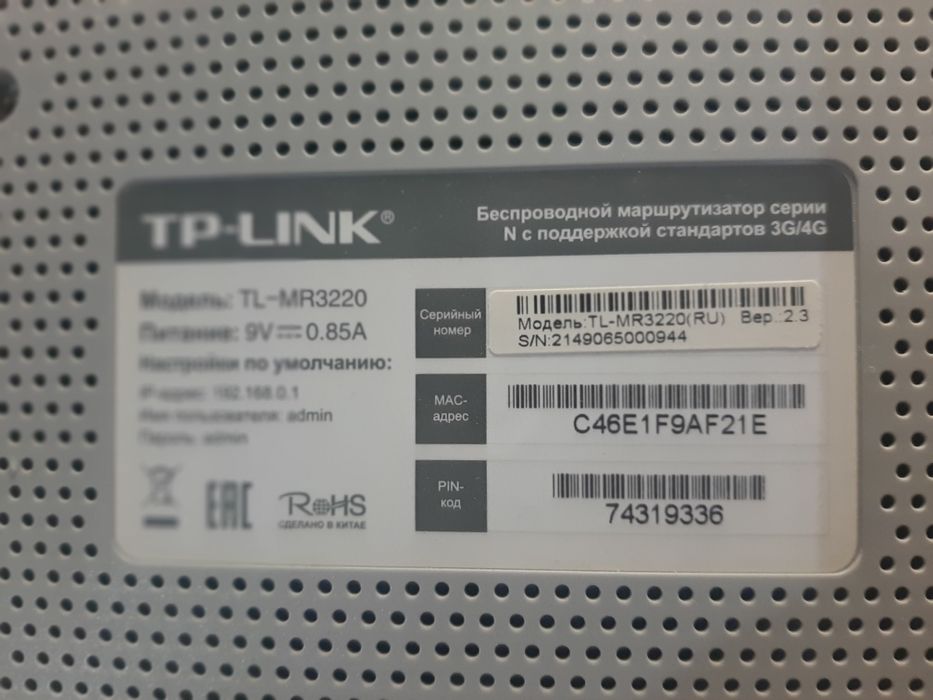 TP-LINK®
Беспроводной маршрутизатор серии
N с поддержкой стандартов 3G/4G
Модель: TL-MR3220
Питание: 9V⎓0.85A
Настройки по умолчанию:
IP-адрес: 192.168.0.1
Имя пользователя: admin
Пароль: admin
EAC
RoHS
СДЕЛАНО В КИТАЕ
Серийный
номер
Модель:TL-MR3220(RU) Вер.:2.3
S/N:2149065000944
MAC-
адрес
C46E1F9AF21E
PIN-
код
74319336